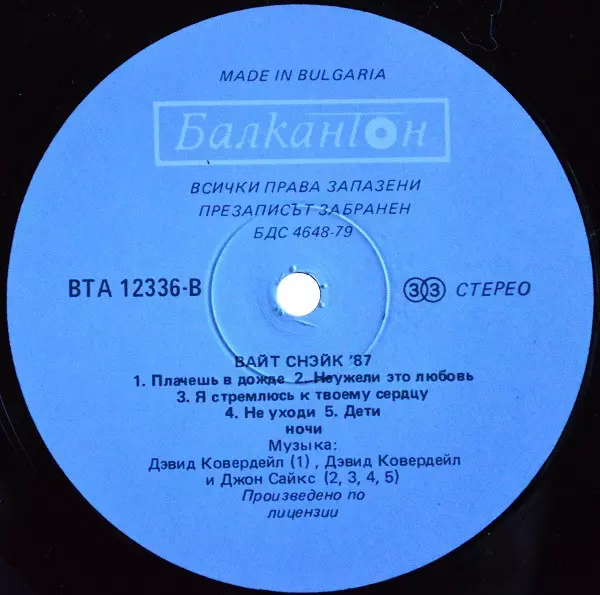 MADE IN BULGARIA
Балкантон
ВСИЧКИ ПРАВА ЗАПАЗЕНИ
ПРЕЗАПИСЪТ ЗАБРАНЕН
БДС 4648-79
ВТА 12336-В
33 СТЕРЕО
ВАЙТ СНЭЙК '87
1. Плачешь в дожде 2. Неужели это любовь
3. Я стремлюсь к твоему сердцу
4. Не уходи 5. Дети
ночи
Музыка:
Дэвид Ковердейл (1) , Дэвид Ковердейл
и Джон Сайкс (2, 3, 4, 5)
Произведено по
лицензии